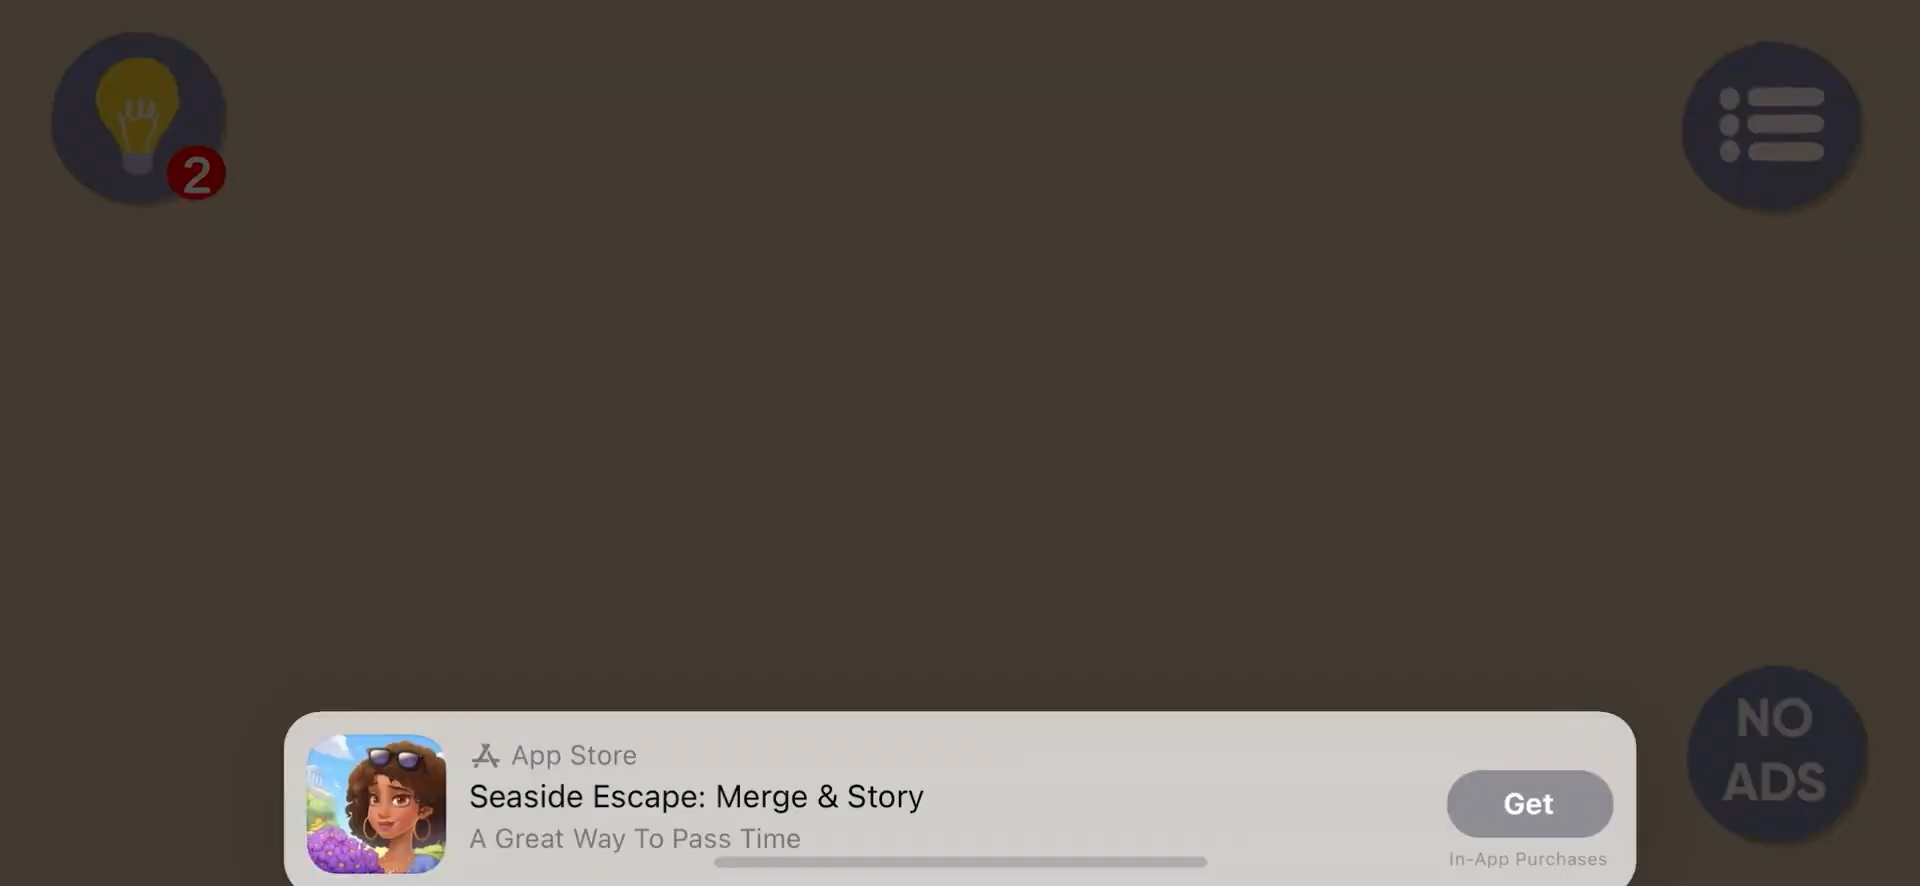 2
App Store
Seaside Escape: Merge & Story
A Great Way To Pass Time
Get
In-App Purchases
NO
ADS